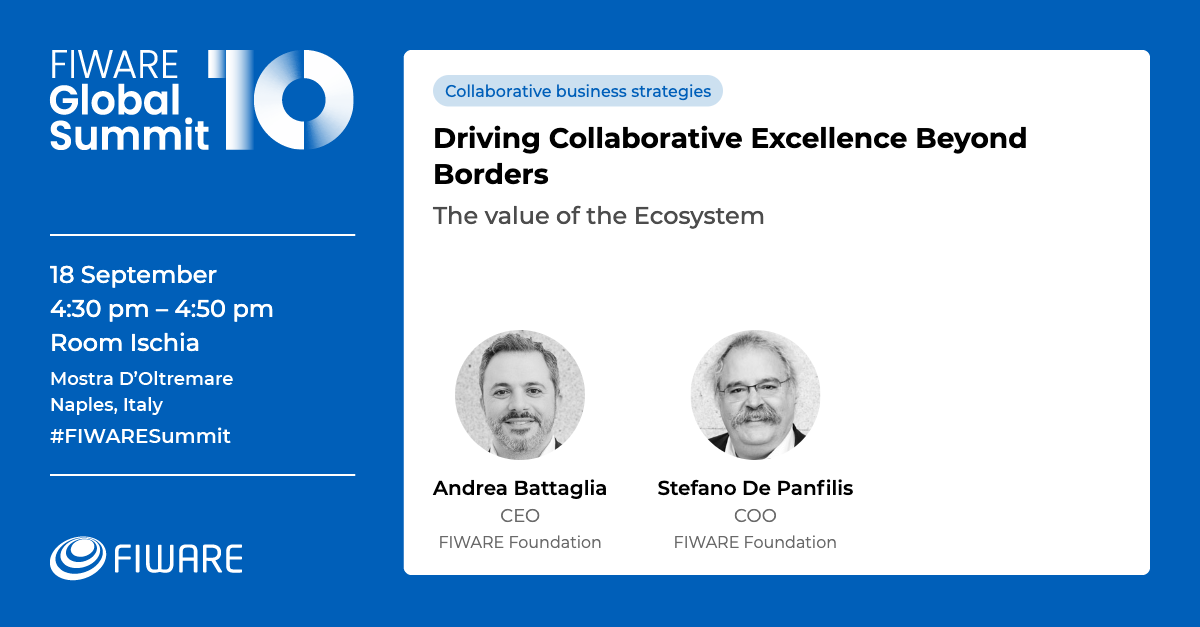 FIWARE
Global
Summit
10
18 September
4:30 pm – 4:50 pm
Room Ischia
Mostra D’Oltremare
Naples, Italy
#FIWARESummit
FIWARE
Collaborative business strategies
Driving Collaborative Excellence Beyond
Borders
The value of the Ecosystem
Andrea Battaglia
CEO
FIWARE Foundation
Stefano De Panfilis
COO
FIWARE Foundation